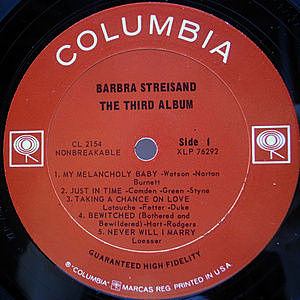 COLUMBIA
BARBRA STREISAND
THE THIRD ALBUM
CL 2154
NONBREAKABLE
Side 1
XLP 76292
1. MY MELANCHOLY BABY -Watson -Norton
Burnett
2. JUST IN TIME -Comden -Green -Styne
3. TAKING A CHANCE ON LOVE
Latouche -Fetter -Duke
4. BEWITCHED (Bothered and
Bewildered) -Hart-Rodgers
5. NEVER WILL I MARRY
Loesser
GUARANTEED HIGH FIDELITY
® "COLUMBIA" MARCAS REG. PRINTED IN U.S.A.